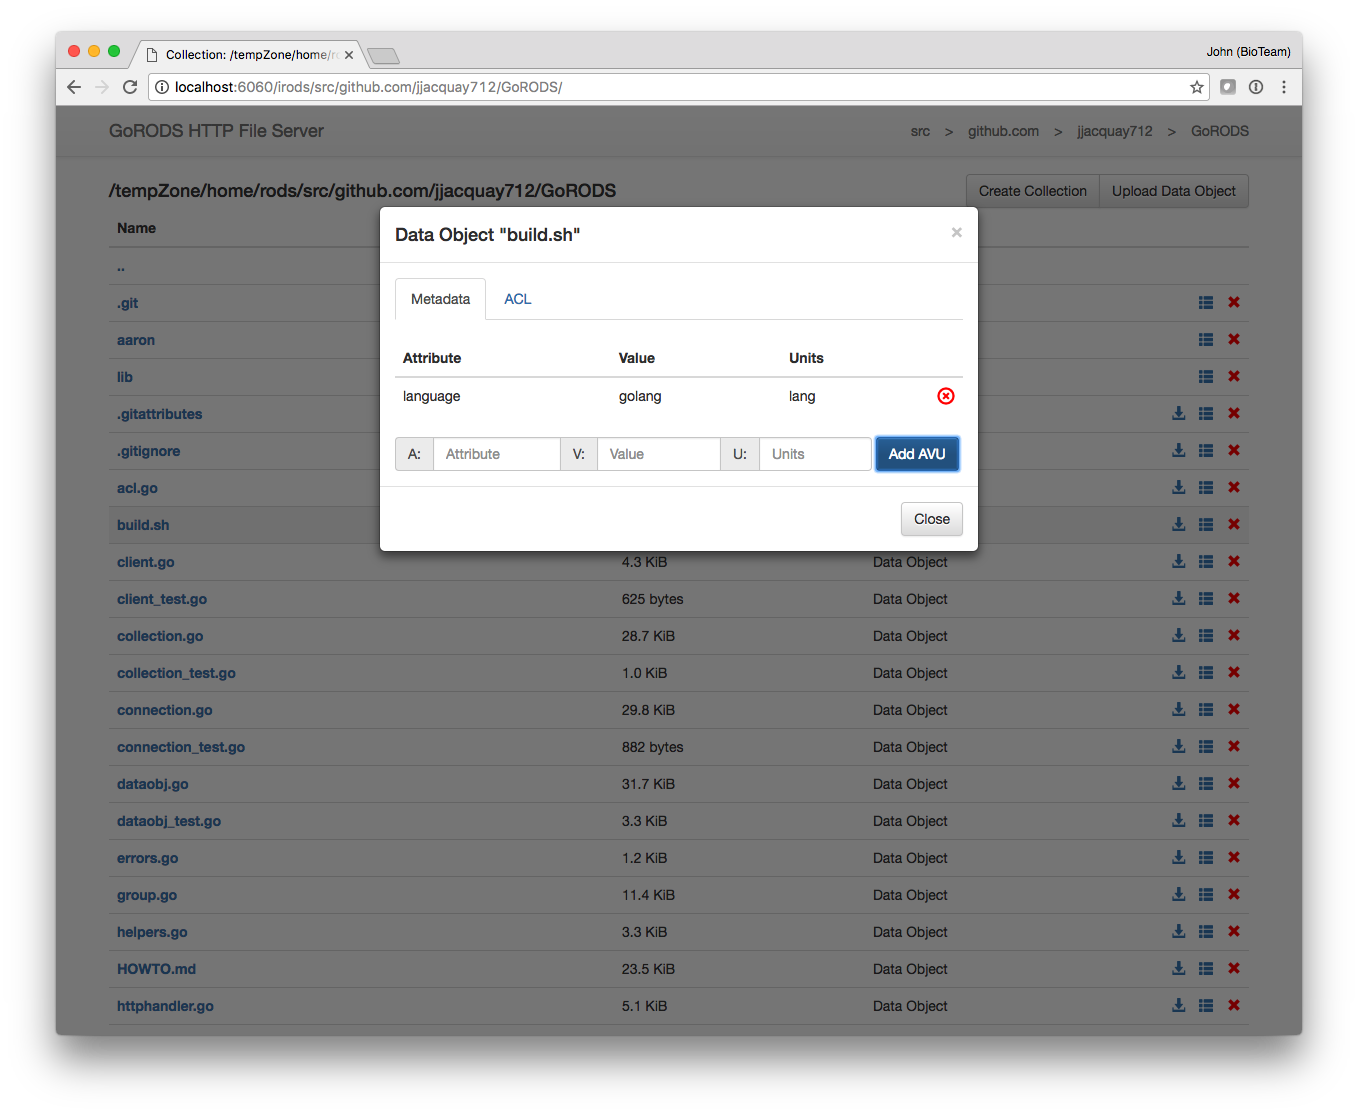 Collection: /tempZone/home/ro
John (BioTeam)
localhost:6060/irods/src/github.com/jjacquay712/GoRODS/
GoRODS HTTP File Server
src > github.com > jjacquay712 > GoRODS
/tempZone/home/rods/src/github.com/jjacquay712/GoRODS
Create Collection Upload Data Object
Name
..
.git
aaron
lib
.gitattributes
.gitignore
acl.go
build.sh
Data Object "build.sh" ×
Metadata ACL
Attribute Value Units
language golang lang
A: Attribute V: Value U: Units Add AVU
Close
client.go 4.3 KiB Data Object
client_test.go 625 bytes Data Object
collection.go 28.7 KiB Data Object
collection_test.go 1.0 KiB Data Object
connection.go 29.8 KiB Data Object
connection_test.go 882 bytes Data Object
dataobj.go 31.7 KiB Data Object
dataobj_test.go 3.3 KiB Data Object
errors.go 1.2 KiB Data Object
group.go 11.4 KiB Data Object
helpers.go 3.3 KiB Data Object
HOWTO.md 23.5 KiB Data Object
httphandler.go 5.1 KiB Data Object